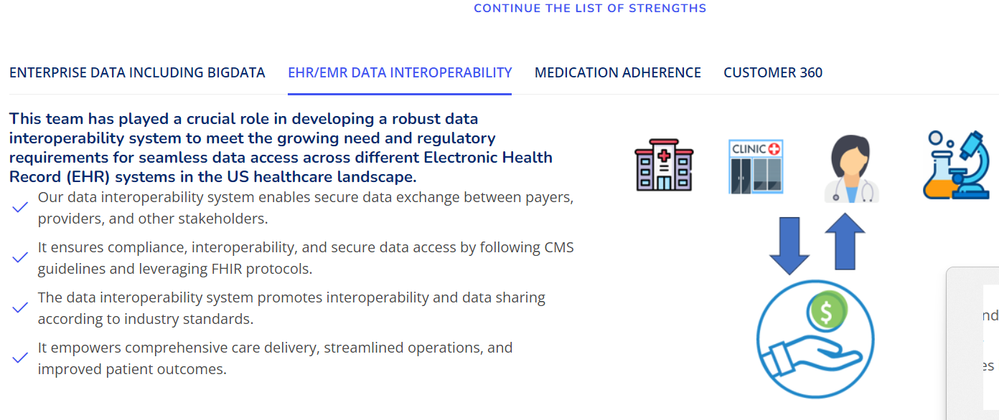 CONTINUE THE LIST OF STRENGTHS
ENTERPRISE DATA INCLUDING BIGDATA
EHR/EMR DATA INTEROPERABILITY
MEDICATION ADHERENCE
CUSTOMER 360
This team has played a crucial role in developing a robust data
interoperability system to meet the growing need and regulatory
requirements for seamless data access across different Electronic Health
Record (EHR) systems in the US healthcare landscape.
Our data interoperability system enables secure data exchange between payers,
providers, and other stakeholders.
It ensures compliance, interoperability, and secure data access by following CMS
guidelines and leveraging FHIR protocols.
The data interoperability system promotes interoperability and data sharing
according to industry standards.
It empowers comprehensive care delivery, streamlined operations, and
improved patient outcomes.
CLINIC
$